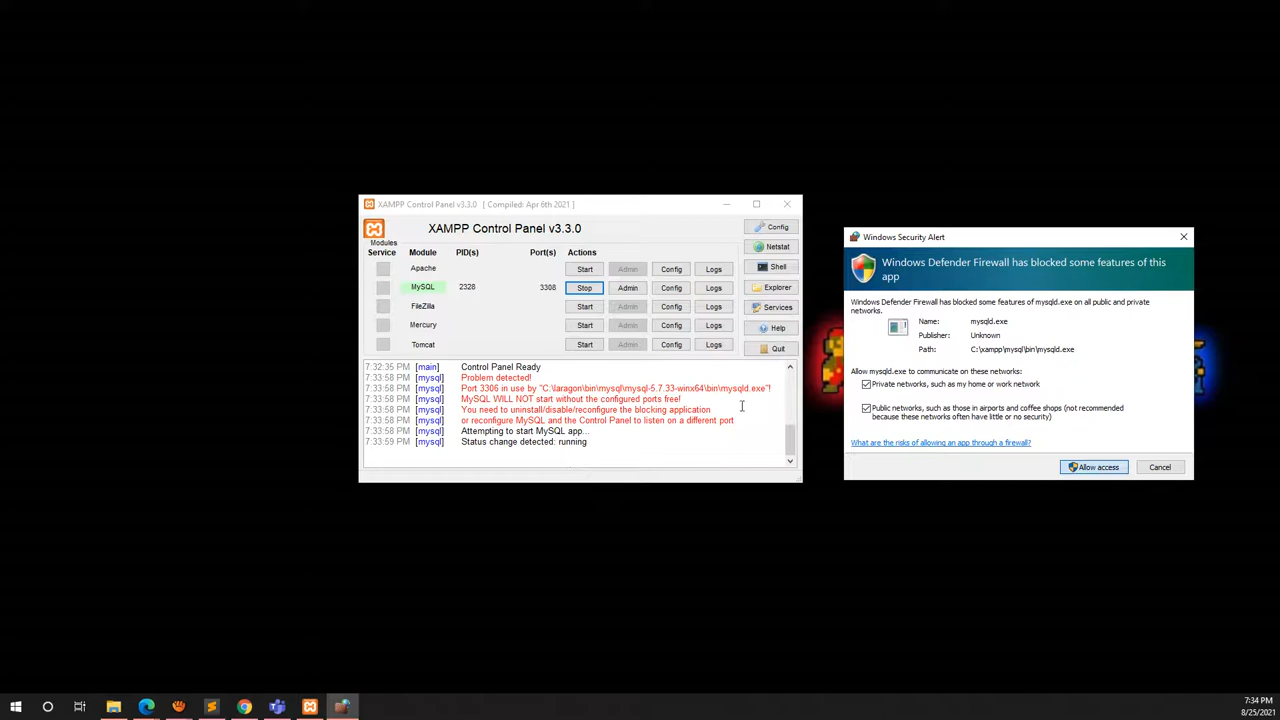 XAMPP Control Panel v3.3.0 [ Compiled: Apr 6th 2021 ]
XAMPP Control Panel v3.3.0
Config
Modules
Service Module PID(s) Port(s) Actions
Netstat
Apache Start Admin Config Logs
Shell
MySQL 2328 3308 Stop Admin Config Logs
Explorer
FileZilla Start Admin Config Logs
Services
Mercury Start Admin Config Logs
Help
Tomcat Start Admin Config Logs
Quit
7:32:35 PM [main] Control Panel Ready
7:33:58 PM [mysql] Problem detected!
7:33:58 PM [mysql] Port 3306 in use by "C:\laragon\bin\mysql\mysql-5.7.33-winx64\bin\mysqld.exe"!
7:33:58 PM [mysql] MySQL WILL NOT start without the configured ports free!
7:33:58 PM [mysql] You need to uninstall/disable/reconfigure the blocking application
7:33:58 PM [mysql] or reconfigure MySQL and the Control Panel to listen on a different port
7:33:58 PM [mysql] Attempting to start MySQL app...
7:33:59 PM [mysql] Status change detected: running
Windows Security Alert
Windows Defender Firewall has blocked some features of this
app
Windows Defender Firewall has blocked some features of mysqld.exe on all public and private
networks.
Name: mysqld.exe
Publisher: Unknown
Path: C:\xampp\mysql\bin\mysqld.exe
Allow mysqld.exe to communicate on these networks:
Private networks, such as my home or work network
Public networks, such as those in airports and coffee shops (not recommended
because these networks often have little or no security)
What are the risks of allowing an app through a firewall?
Allow access Cancel
7:34 PM
8/25/2021